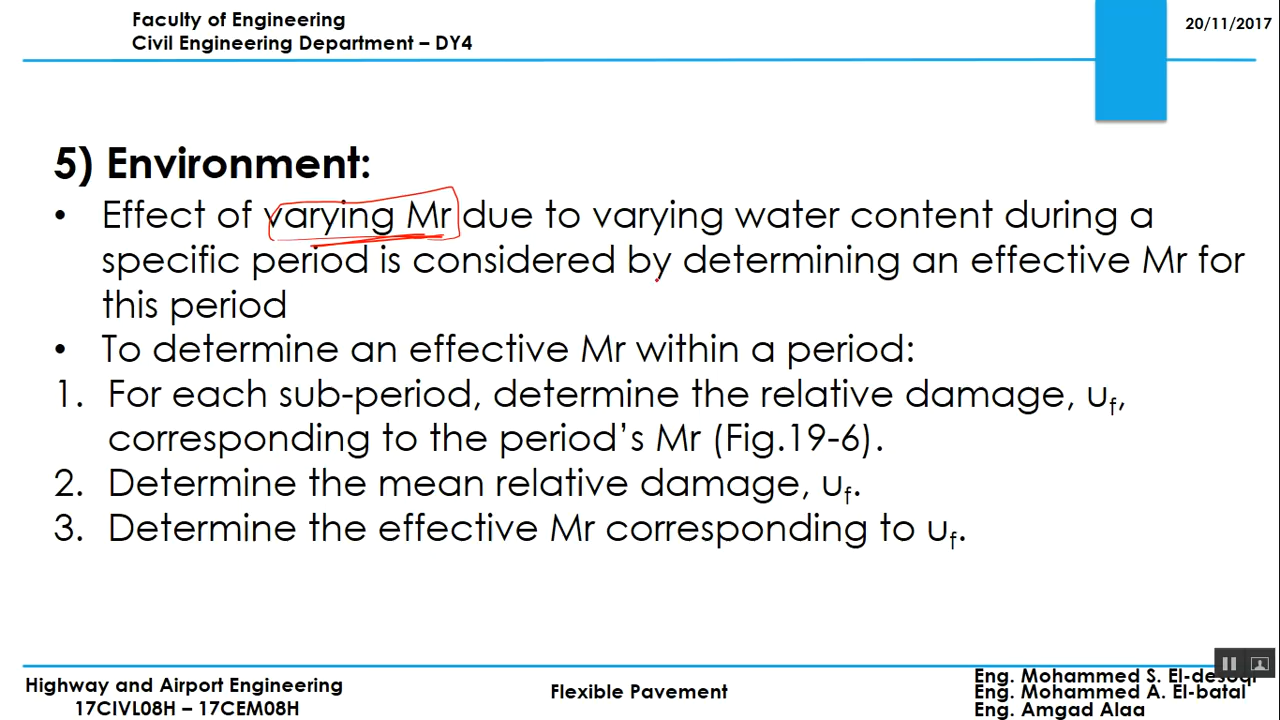 Faculty of Engineering
Civil Engineering Department – DY4
20/11/2017
5) Environment:
• Effect of varying Mr due to varying water content during a
specific period is considered by determining an effective Mr for
this period
• To determine an effective Mr within a period:
1. For each sub-period, determine the relative damage, uf,
corresponding to the period’s Mr (Fig.19-6).
2. Determine the mean relative damage, uf.
3. Determine the effective Mr corresponding to uf.
Highway and Airport Engineering
17CIVL08H – 17CEM08H
Flexible Pavement
Eng. Mohammed S. El-desoqi
Eng. Mohammed A. El-batal
Eng. Amgad Alaa